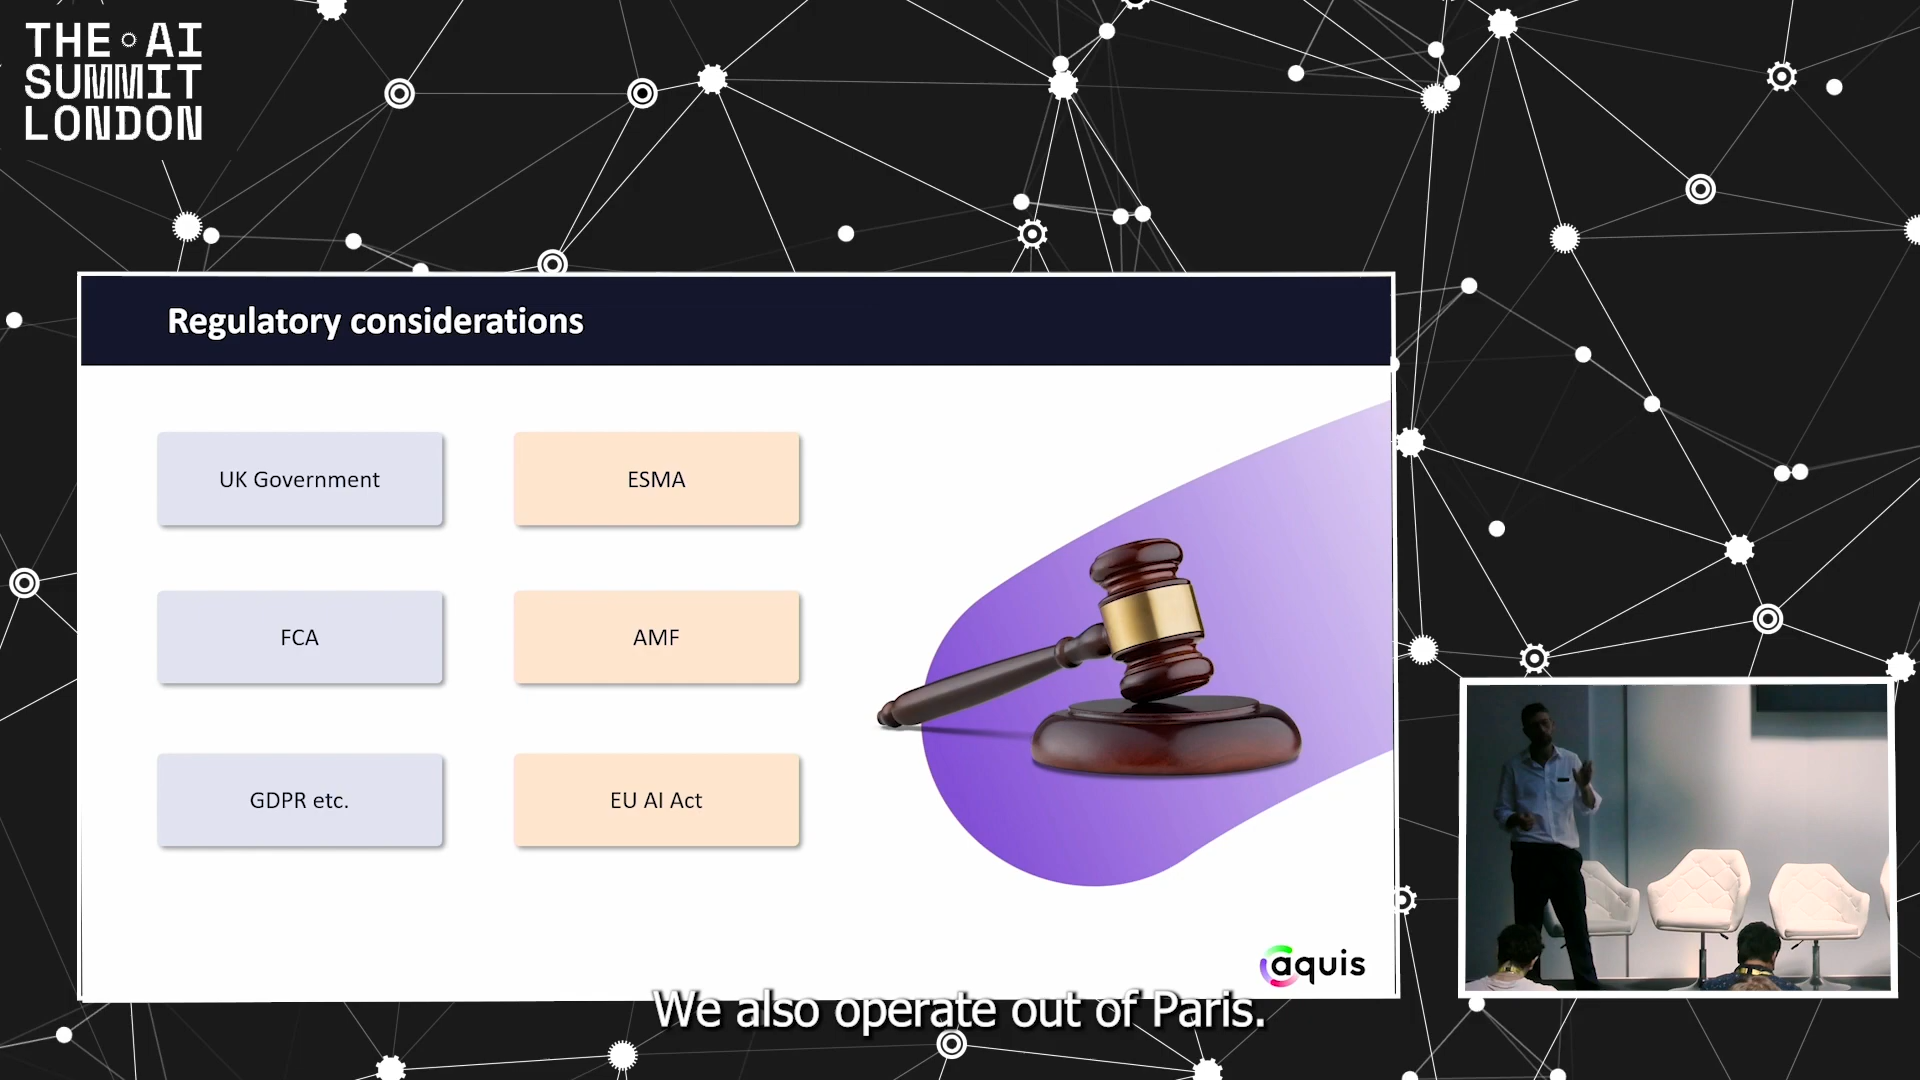 THE AI
SUMMIT
LONDON
Regulatory considerations
UK Government
ESMA
FCA
AMF
GDPR etc.
EU AI Act
aquis
We also operate out of Paris.